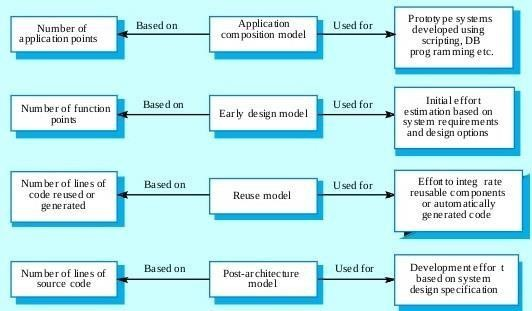 Number of
application points
Based on
Application
composition model
Used for
Prototype systems
developed using
scripting, DB
prog ramming etc.
Number of function
points
Based on
Early design model
Used for
Initial effort
estimation based on
system requirements
and design options
Number of lines of
code reused or
generated
Based on
Reuse model
Used for
Effort to integ rate
reusable components
or automatically
generated code
Number of lines of
source code
Based on
Post-architecture
model
Used for
Development effor t
based on system
design specification